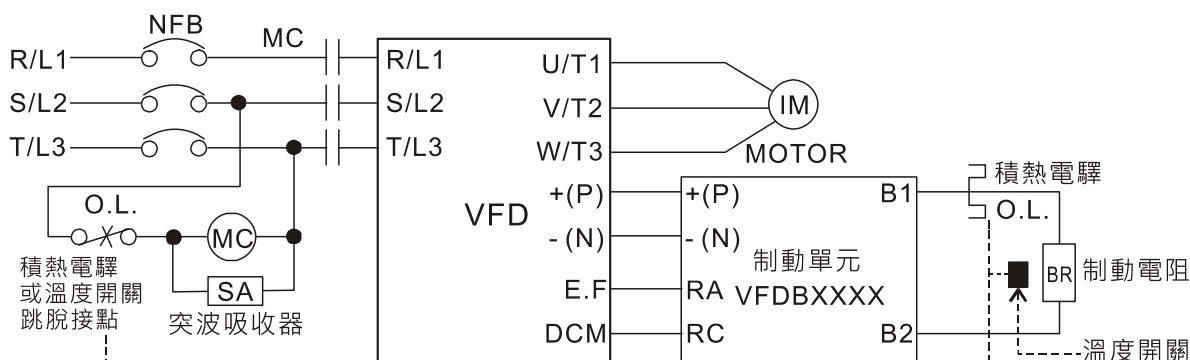 NFB
MC
R/L1
R/L1
U/T1
S/L2
S/L2
V/T2
IM
T/L3
T/L3
W/T3
MOTOR
VFD
+(P)
+(P)
B1
積熱電驛
O.L.
O.L.
MC
- (N)
- (N)
制動單元
VFDBXXXX
積熱電驛
或溫度開關
跳脫接點
SA
突波吸收器
E.F
RA
BR
制動電阻
DCM
RC
B2
溫度開關